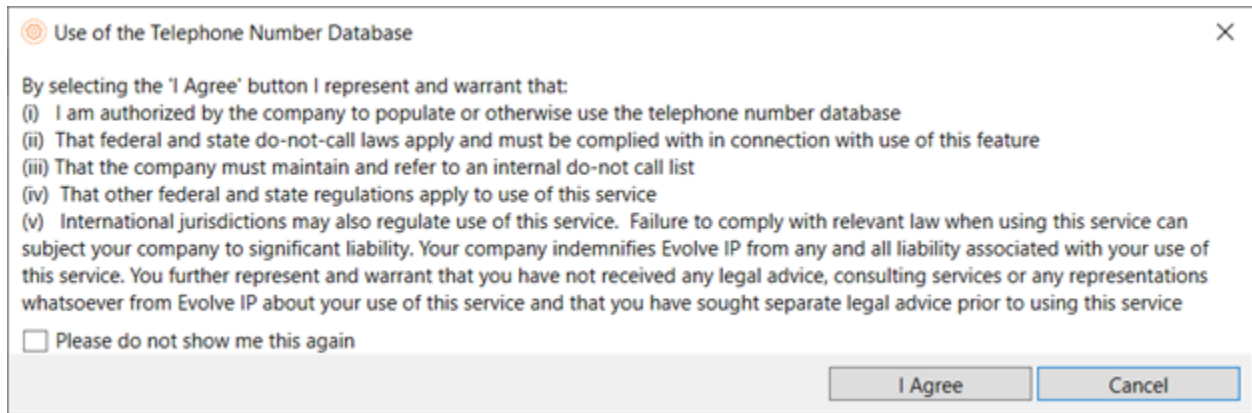 Use of the Telephone Number Database
By selecting the 'I Agree' button I represent and warrant that:
(i) I am authorized by the company to populate or otherwise use the telephone number database
(ii) That federal and state do-not-call laws apply and must be complied with in connection with use of this feature
(iii) That the company must maintain and refer to an internal do-not call list
(iv) That other federal and state regulations apply to use of this service
(v) International jurisdictions may also regulate use of this service. Failure to comply with relevant law when using this service can
subject your company to significant liability. Your company indemnifies Evolve IP from any and all liability associated with your use of
this service. You further represent and warrant that you have not received any legal advice, consulting services or any representations
whatsoever from Evolve IP about your use of this service and that you have sought separate legal advice prior to using this service
Please do not show me this again
I Agree
Cancel